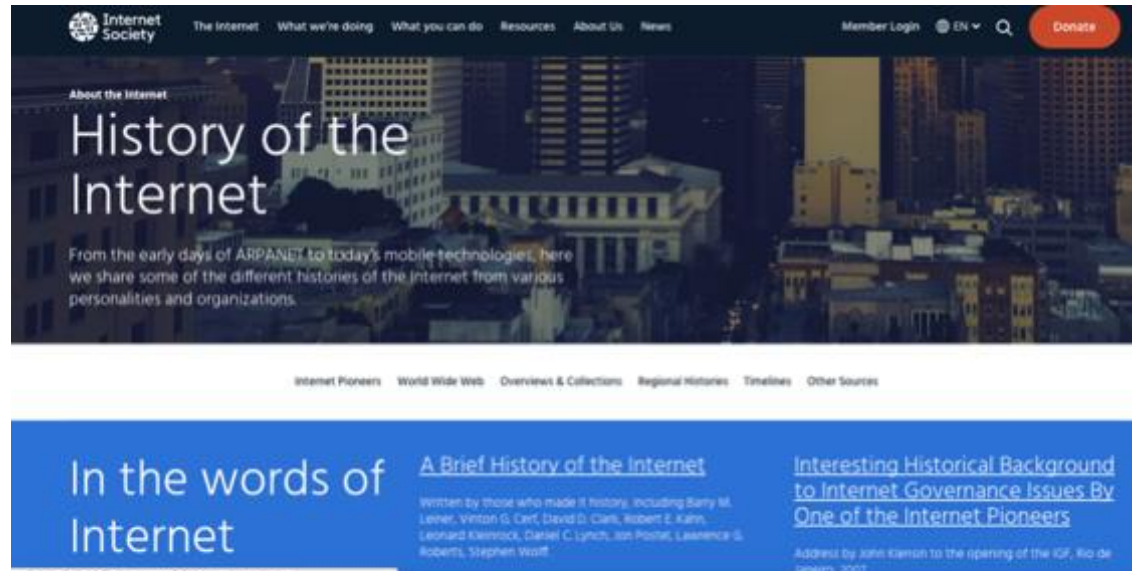 Internet
Society
The Internet What we're doing What you can do Resources About Us News
Member Login EN
Donate
About the Internet
History of the
Internet
From the early days of ARPANET to today's mobile technologies, here
we share some of the different histories of the Internet from various
personalities and organizations.
Internet Pioneers World Wide Web Overviews & Collections Regional Histories Timelines Other Sources
In the words of
Internet
A Brief History of the Internet
Written by those who made it history, including Barry M.
Leiner, Vinton G. Cerf, David D. Clark, Robert E. Kahn,
Leonard Kleinrock, Daniel C. Lynch, Jon Postel, Lawrence G.
Roberts, Stephen Wolff.
Interesting Historical Background
to Internet Governance Issues By
One of the Internet Pioneers
Address by John Klensin to the opening of the IGF, Rio de
Janeiro, 2007